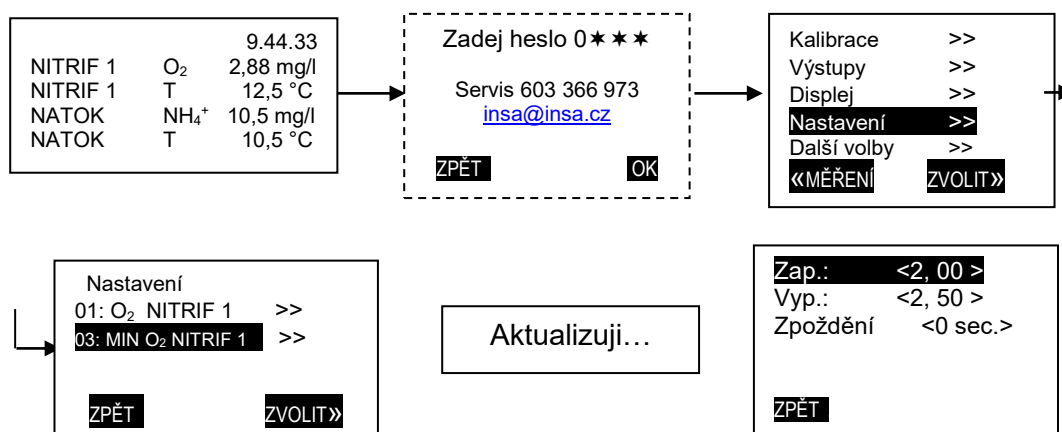 9.44.33
NITRIF 1 O₂ 2,88 mg/l
NITRIF 1 T 12,5 °C
NATOK NH₄⁺ 10,5 mg/l
NATOK T 10,5 °C
Zadej heslo 0✶✶✶
Servis 603 366 973
insa@insa.cz
ZPĚT OK
Kalibrace >>
Výstupy >>
Displej >>
Nastavení >>
Další volby >>
«MĚŘENÍ ZVOLIT»
Nastavení
01: O₂ NITRIF 1 >>
03: MIN O₂ NITRIF 1 >>
ZPĚT ZVOLIT»
Aktualizuji…
Zap.: <2, 00 >
Vyp.: <2, 50 >
Zpoždění <0 sec.>
ZPĚT